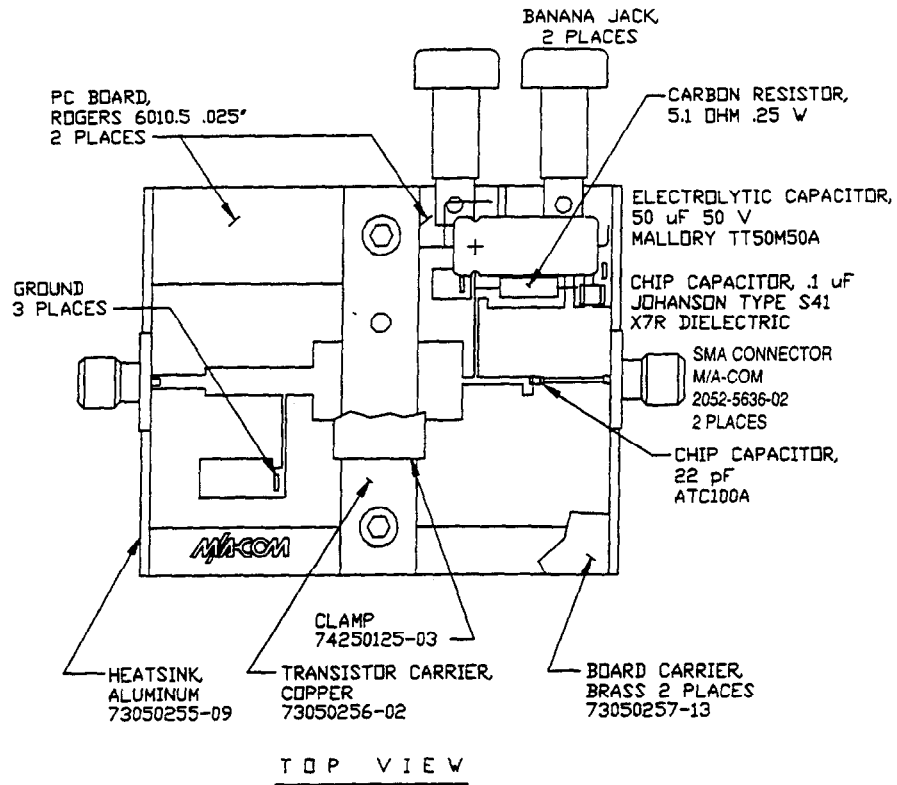 BANANA JACK,
2 PLACES
PC BOARD,
ROGERS 6010.5 .025"
2 PLACES
CARBON RESISTOR,
5.1 OHM .25 W
ELECTROLYTIC CAPACITOR,
50 uF 50 V
MALLORY TT50M50A
GROUND
3 PLACES
CHIP CAPACITOR, .1 uF
JOHANSON TYPE S41
X7R DIELECTRIC
SMA CONNECTOR
M/A-COM
2052-5636-02
2 PLACES
CHIP CAPACITOR,
22 pF
ATC100A
+
M/A-COM
CLAMP
74250125-03
HEATSINK,
ALUMINUM
73050255-09
TRANSISTOR CARRIER,
COPPER
73050256-02
BOARD CARRIER,
BRASS 2 PLACES
73050257-13
TOP VIEW